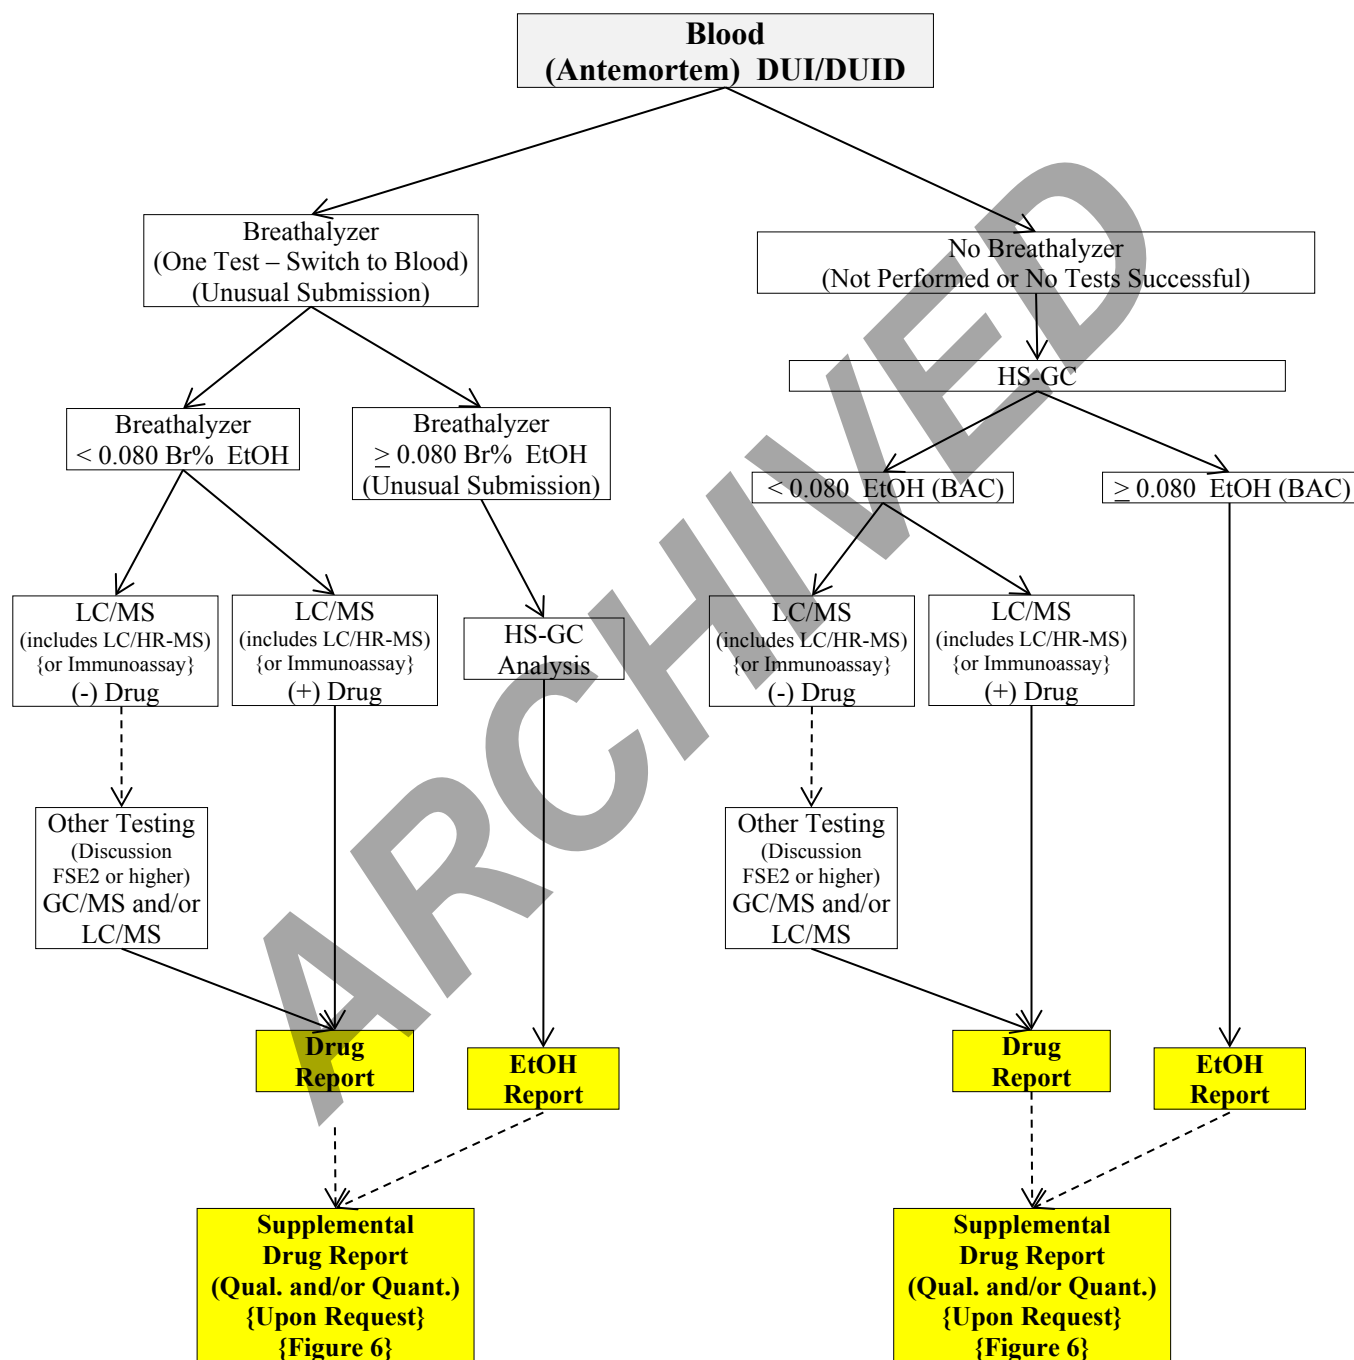 Blood
(Antemortem) DUI/DUID
Breathalyzer
(One Test – Switch to Blood)
(Unusual Submission)
No Breathalyzer
(Not Performed or No Tests Successful)
HS-GC
Breathalyzer
< 0.080 Br% EtOH
Breathalyzer
≥ 0.080 Br% EtOH
(Unusual Submission)
< 0.080 EtOH (BAC)
≥ 0.080 EtOH (BAC)
LC/MS
(includes LC/HR-MS)
{or Immunoassay}
(-) Drug
LC/MS
(includes LC/HR-MS)
{or Immunoassay}
(+) Drug
HS-GC
Analysis
LC/MS
(includes LC/HR-MS)
{or Immunoassay}
(-) Drug
LC/MS
(includes LC/HR-MS)
{or Immunoassay}
(+) Drug
Other Testing
(Discussion
FSE2 or higher)
GC/MS and/or
LC/MS
Other Testing
(Discussion
FSE2 or higher)
GC/MS and/or
LC/MS
Drug
Report
EtOH
Report
Drug
Report
EtOH
Report
Supplemental
Drug Report
(Qual. and/or Quant.)
{Upon Request}
{Figure 6}
Supplemental
Drug Report
(Qual. and/or Quant.)
{Upon Request}
{Figure 6}
ARCHIVED